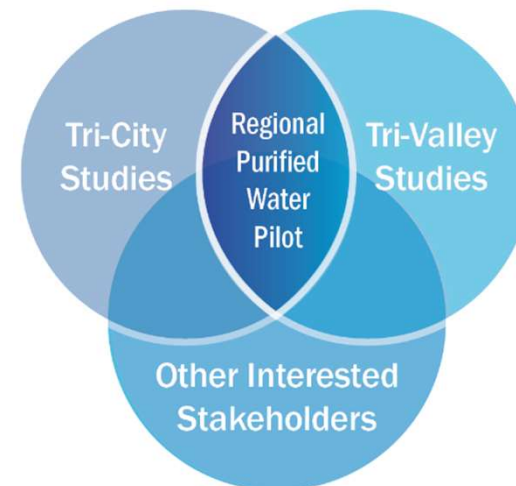 Tri-City
Studies
Regional
Purified
Water
Pilot
Tri-Valley
Studies
Other Interested
Stakeholders